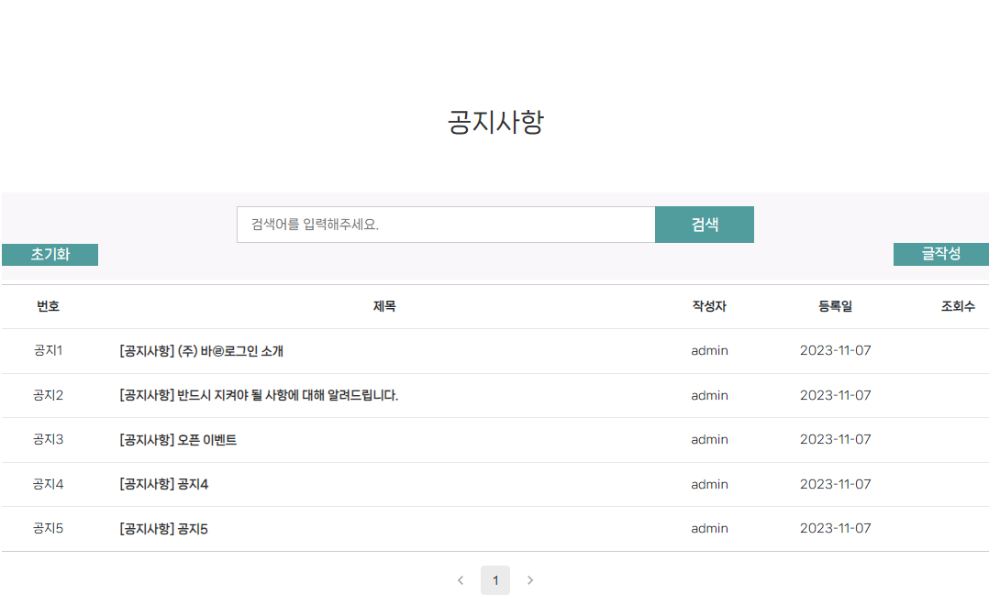 공지사항
검색어를 입력해주세요. 검색
초기화 글작성
번호 제목 작성자 등록일 조회수
공지1 [공지사항] (주) 바@로그인 소개 admin 2023-11-07
공지2 [공지사항] 반드시 지켜야 될 사항에 대해 알려드립니다. admin 2023-11-07
공지3 [공지사항] 오픈 이벤트 admin 2023-11-07
공지4 [공지사항] 공지4 admin 2023-11-07
공지5 [공지사항] 공지5 admin 2023-11-07
< 1 >